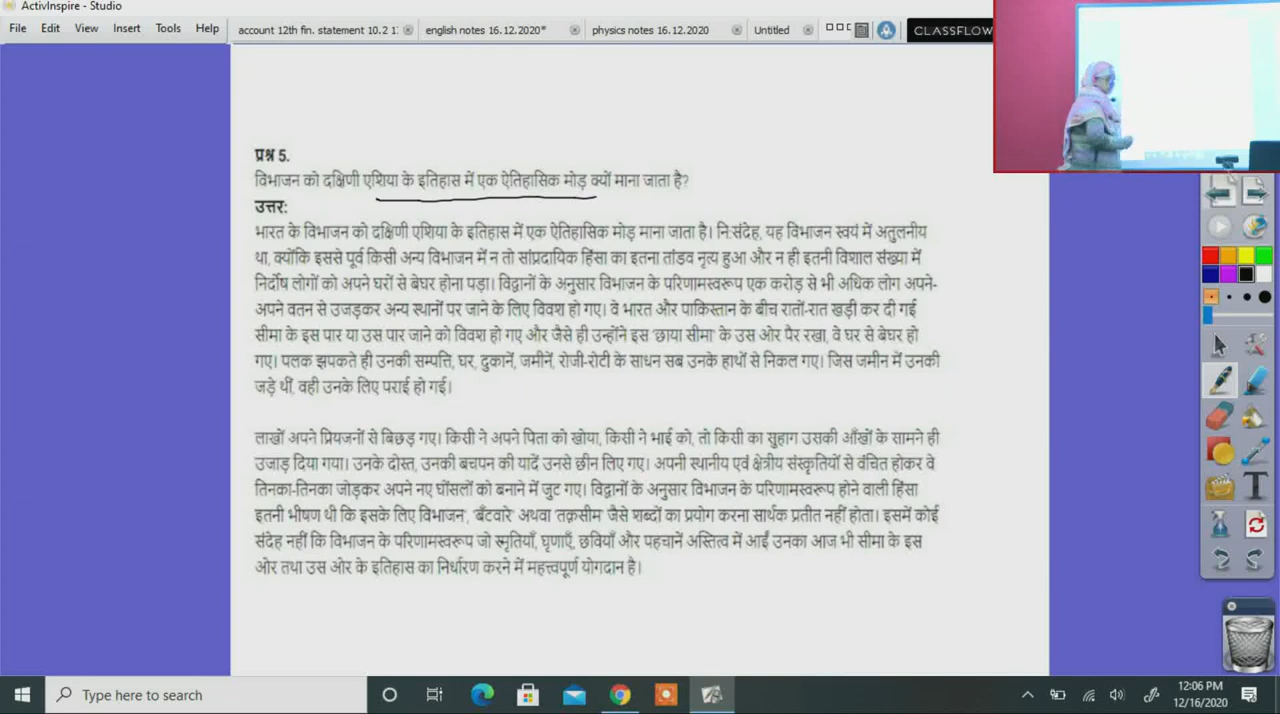 ActivInspire - Studio
File Edit View Insert Tools Help
account 12th fin. statement 10.2 1 english notes 16.12.2020* physics notes 16.12.2020 Untitled CLASSFLOW
प्रश्न 5.
विभाजन को दक्षिणी एशिया के इतिहास में एक ऐतिहासिक मोड़ क्यों माना जाता है?
उत्तर:
भारत के विभाजन को दक्षिणी एशिया के इतिहास में एक ऐतिहासिक मोड़ माना जाता है। नि:संदेह, यह विभाजन स्वयं में अतुलनीय
था, क्योंकि इससे पूर्व किसी अन्य विभाजन में न तो सांप्रदायिक हिंसा का इतना तांडव नृत्य हुआ और न ही इतनी विशाल संख्या में
निर्दोष लोगों को अपने घरों से बेघर होना पड़ा। विद्वानों के अनुसार विभाजन के परिणामस्वरूप एक करोड़ से भी अधिक लोग अपने-
अपने वतन से उजड़कर अन्य स्थानों पर जाने के लिए विवश हो गए। वे भारत और पाकिस्तान के बीच रातों-रात खड़ी कर दी गई
सीमा के इस पार या उस पार जाने को विवश हो गए और जैसे ही उन्होंने इस 'छाया सीमा' के उस ओर पैर रखा, वे घर से बेघर हो
गए। पलक झपकते ही उनकी सम्पत्ति, घर, दुकानें, जमीनें, रोजी-रोटी के साधन सब उनके हाथों से निकल गए। जिस जमीन में उनकी
जड़े थीं, वही उनके लिए पराई हो गई।
लाखों अपने प्रियजनों से बिछड़ गए। किसी ने अपने पिता को खोया, किसी ने भाई को, तो किसी का सुहाग उसकी आँखों के सामने ही
उजाड़ दिया गया। उनके दोस्त, उनकी बचपन की यादें उनसे छीन लिए गए। अपनी स्थानीय एवं क्षेत्रीय संस्कृतियों से वंचित होकर वे
तिनका-तिनका जोड़कर अपने नए घोंसलों को बनाने में जुट गए। विद्वानों के अनुसार विभाजन के परिणामस्वरूप होने वाली हिंसा
इतनी भीषण थी कि इसके लिए विभाजन', 'बँटवारे' अथवा 'तक़सीम' जैसे शब्दों का प्रयोग करना सार्थक प्रतीत नहीं होता। इसमें कोई
संदेह नहीं कि विभाजन के परिणामस्वरूप जो स्मृतियाँ, घृणाएँ, छवियाँ और पहचानें अस्तित्व में आईं उनका आज भी सीमा के इस
ओर तथा उस ओर के इतिहास का निर्धारण करने में महत्त्वपूर्ण योगदान है।
Type here to search
12:06 PM
12/16/2020